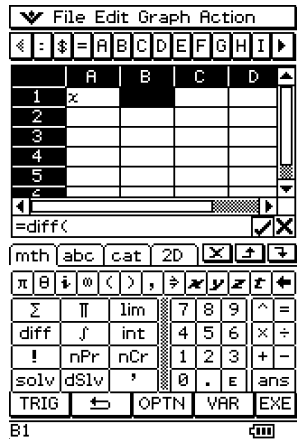 File Edit Graph Action
: $ = A B C D E F G H I
A B C D
1 x
2
3
4
5
=diff(
mth abc cat 2D
π θ i ∞ ( ) , ⇒ x y z t ←
Σ Π lim 7 8 9 ^ =
diff ∫ int 4 5 6 × ÷
! nPr nCr 1 2 3 + −
solv dSlv ' 0 . E ans
TRIG OPTN VAR EXE
B1